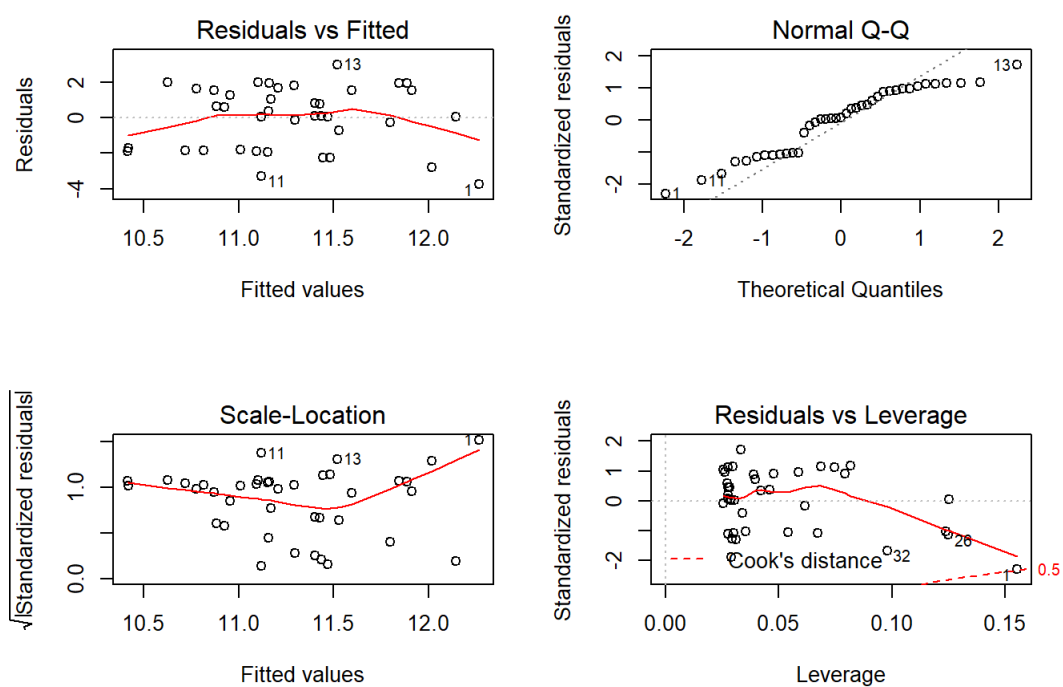 Residuals vs Fitted
Residuals
2
0
-4
13
11
1
10.5 11.0 11.5 12.0
Fitted values
Normal Q-Q
Standardized residuals
2
1
0
-2
13
11
1
-2 -1 0 1 2
Theoretical Quantiles
Scale-Location
√|Standardized residuals|
1.0
0.0
11
13
1
10.5 11.0 11.5 12.0
Fitted values
Residuals vs Leverage
Standardized residuals
2
1
0
-2
Cook's distance
32
26
1
0.5
0.00 0.05 0.10 0.15
Leverage